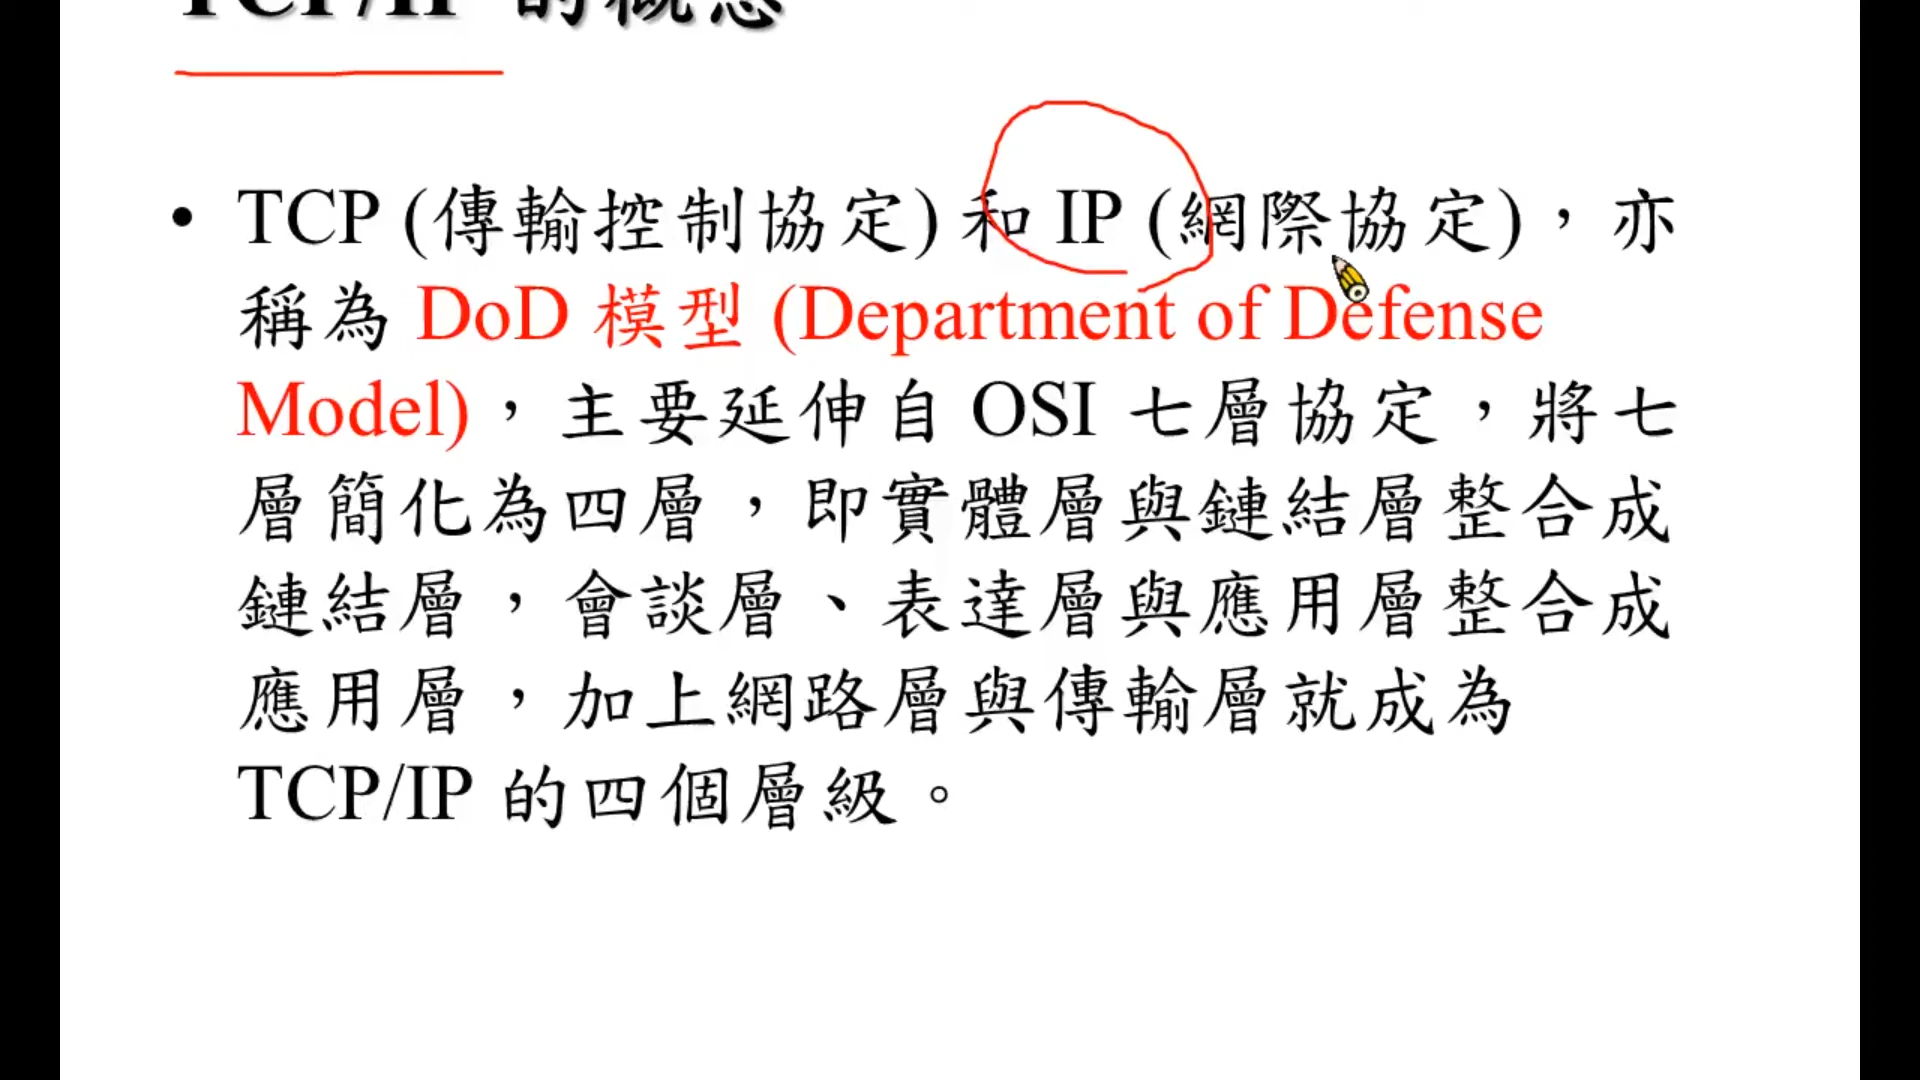 TCP/IP 的概念
• TCP (傳輸控制協定) 和 IP (網際協定)，亦
稱為 DoD 模型 (Department of Defense
Model)，主要延伸自 OSI 七層協定，將七
層簡化為四層，即實體層與鏈結層整合成
鏈結層，會談層、表達層與應用層整合成
應用層，加上網路層與傳輸層就成為
TCP/IP 的四個層級。